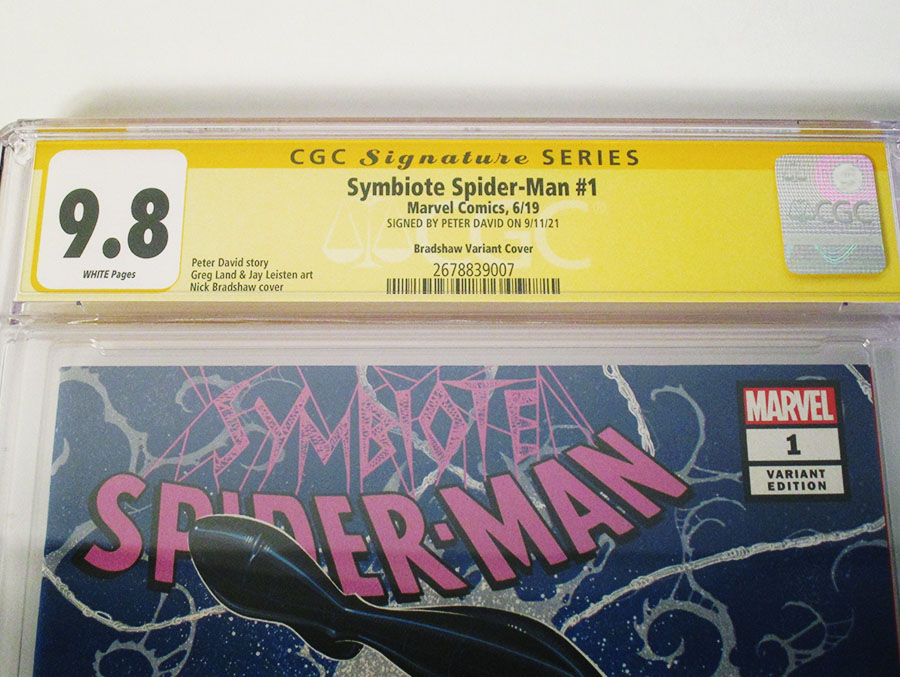 CGC Signature SERIES
9.8
WHITE Pages
Symbiote Spider-Man #1
Marvel Comics, 6/19
SIGNED BY PETER DAVID ON 9/11/21
Bradshaw Variant Cover
Peter David story
Greg Land & Jay Leisten art
Nick Bradshaw cover
2678839007
CGC
CGC
SYMBIOTE
SPIDER-MAN
MARVEL
1
VARIANT
EDITION